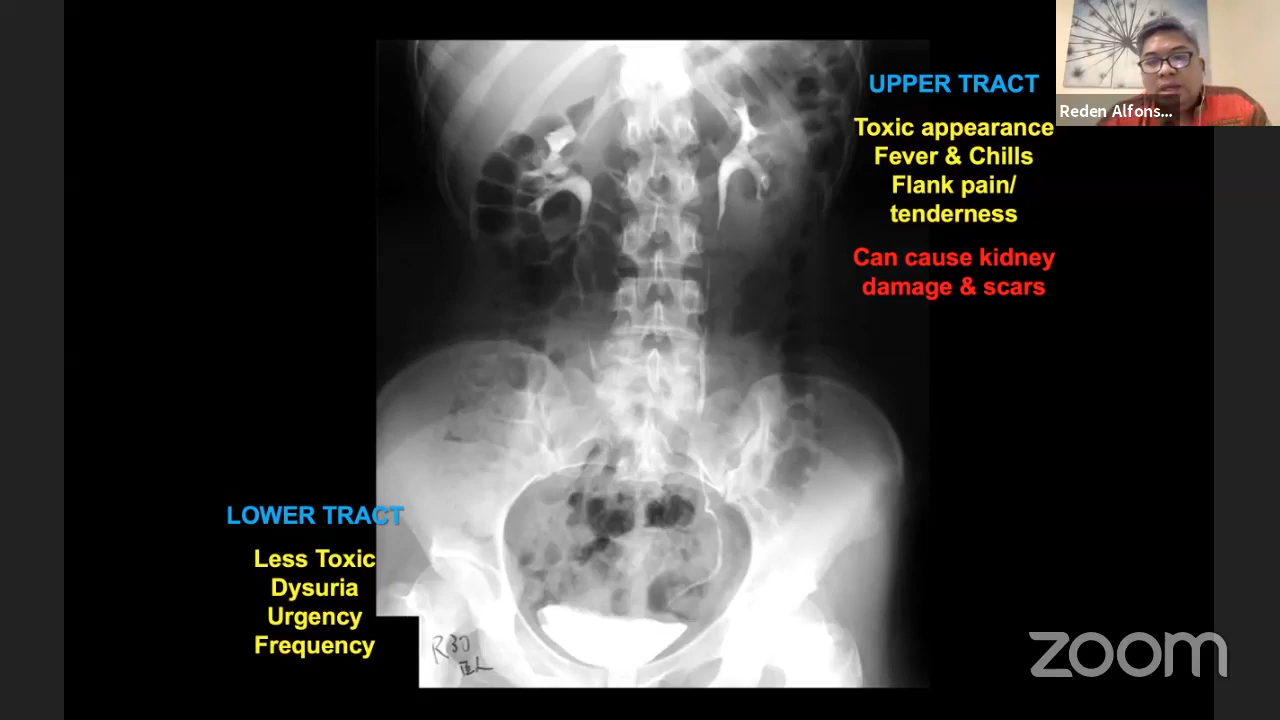 UPPER TRACT
Toxic appearance
Fever & Chills
Flank pain/
tenderness
Can cause kidney
damage & scars
Reden Alfons...
LOWER TRACT
Less Toxic
Dysuria
Urgency
Frequency
R 30
zoom